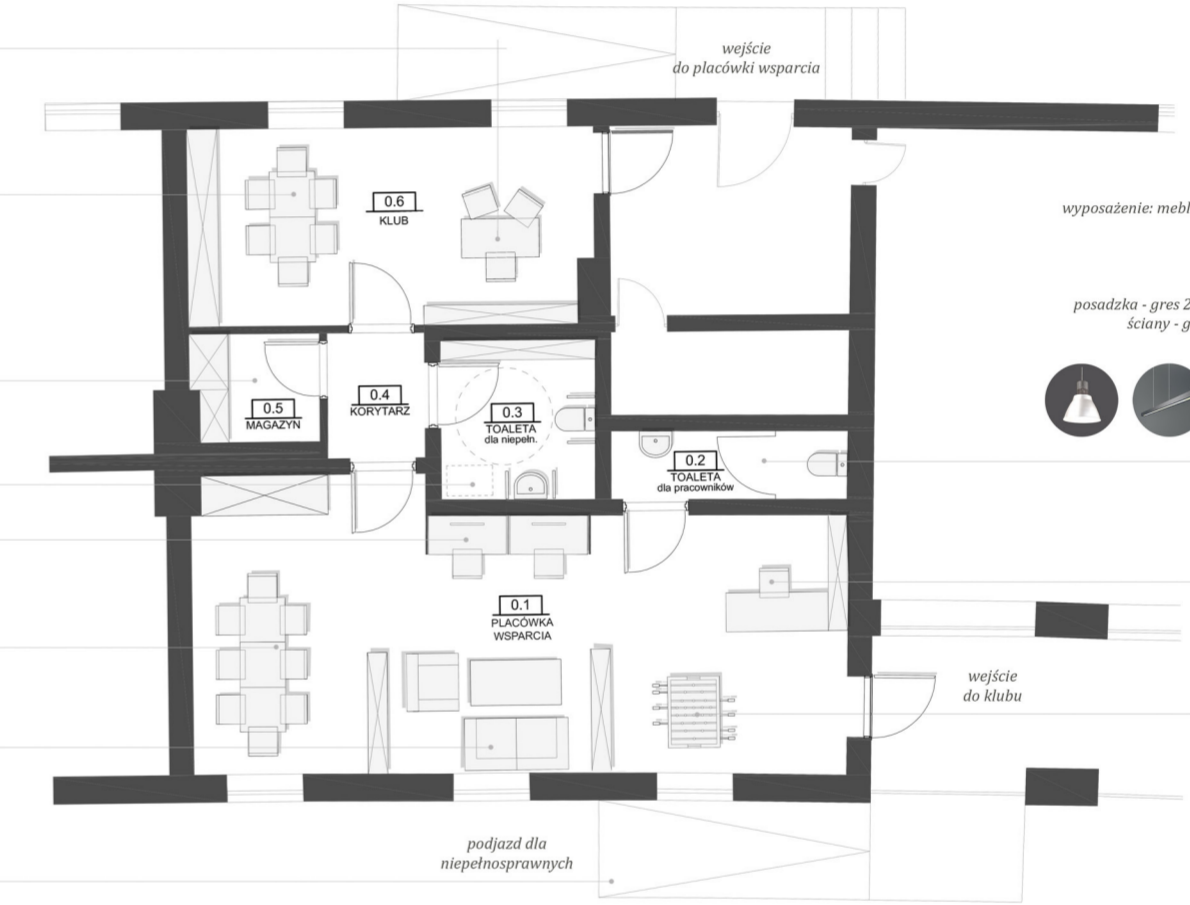 wejście
do placówki wsparcia
0.6
KLUB
wyposażenie: mebl
posadzka - gres 2
ściany - g
0.5
MAGAZYN
0.4
KORYTARZ
0.3
TOALETA
dla niepełn.
0.2
TOALETA
dla pracowników
0.1
PLACÓWKA
WSPARCIA
wejście
do klubu
podjazd dla
niepełnosprawnych